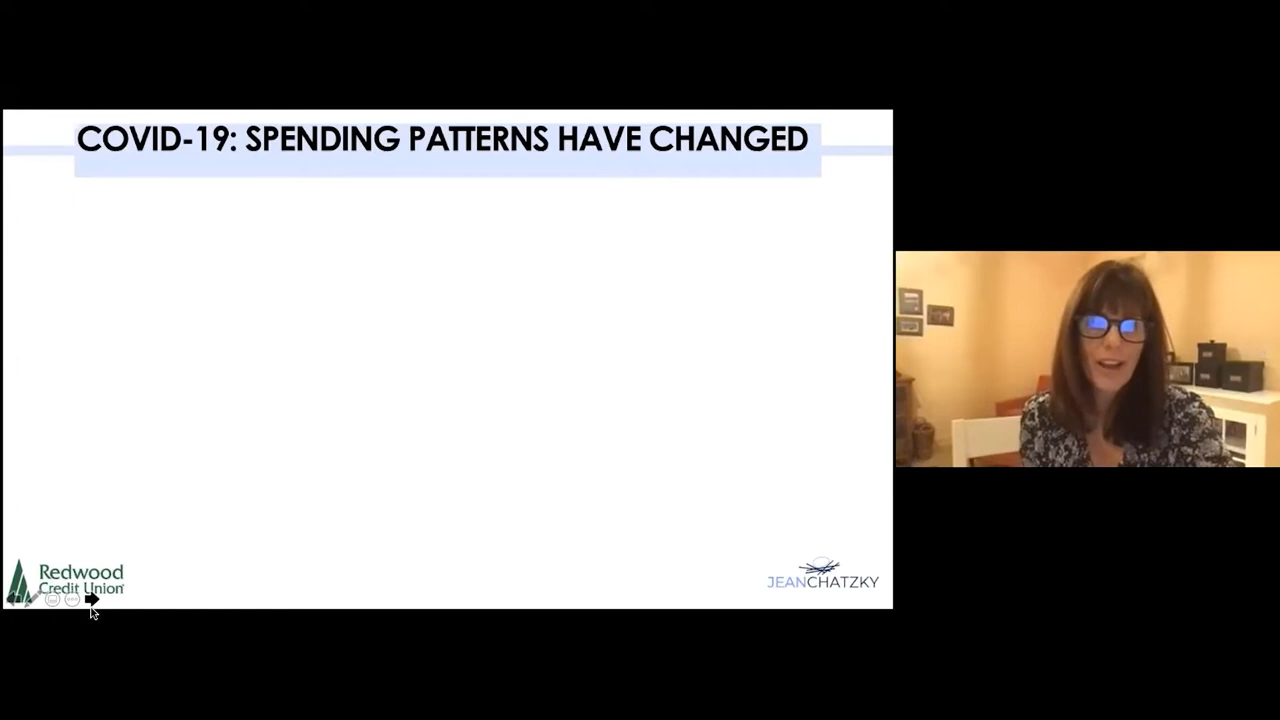 COVID-19: SPENDING PATTERNS HAVE CHANGED
Redwood
Credit Union
JEANCHATZKY